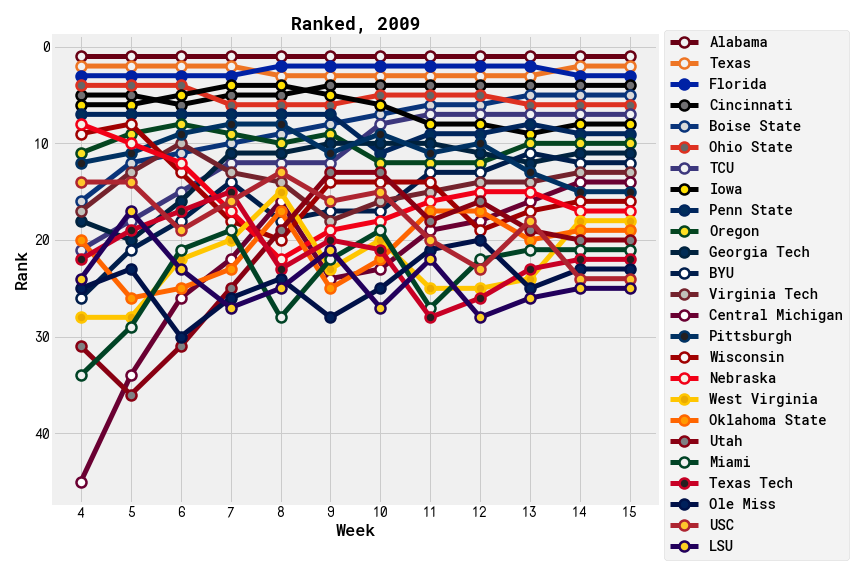 Ranked, 2009
0
10
20
30
40
Rank
4 5 6 7 8 9 10 11 12 13 14 15
Week
Alabama
Texas
Florida
Cincinnati
Boise State
Ohio State
TCU
Iowa
Penn State
Oregon
Georgia Tech
BYU
Virginia Tech
Central Michigan
Pittsburgh
Wisconsin
Nebraska
West Virginia
Oklahoma State
Utah
Miami
Texas Tech
Ole Miss
USC
LSU